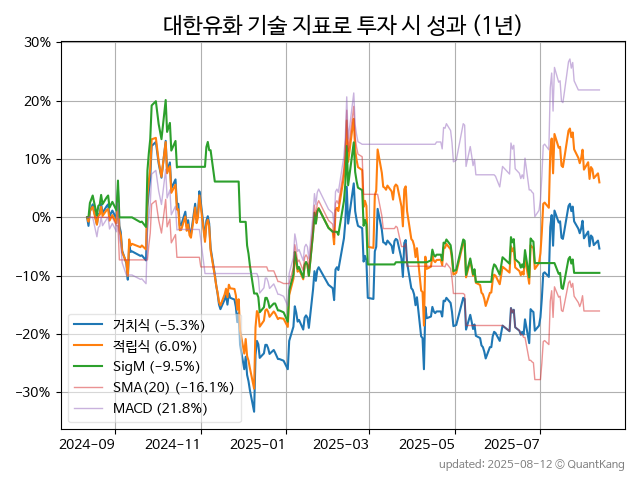 대한유화 기술 지표로 투자 시 성과 (1년)
30%
20%
10%
0%
−10%
−20%
−30%
거치식 (−5.3%)
적립식 (6.0%)
SigM (−9.5%)
SMA(20) (−16.1%)
MACD (21.8%)
2024−09 2024−11 2025−01 2025−03 2025−05 2025−07
updated: 2025−08−12 © QuantKang